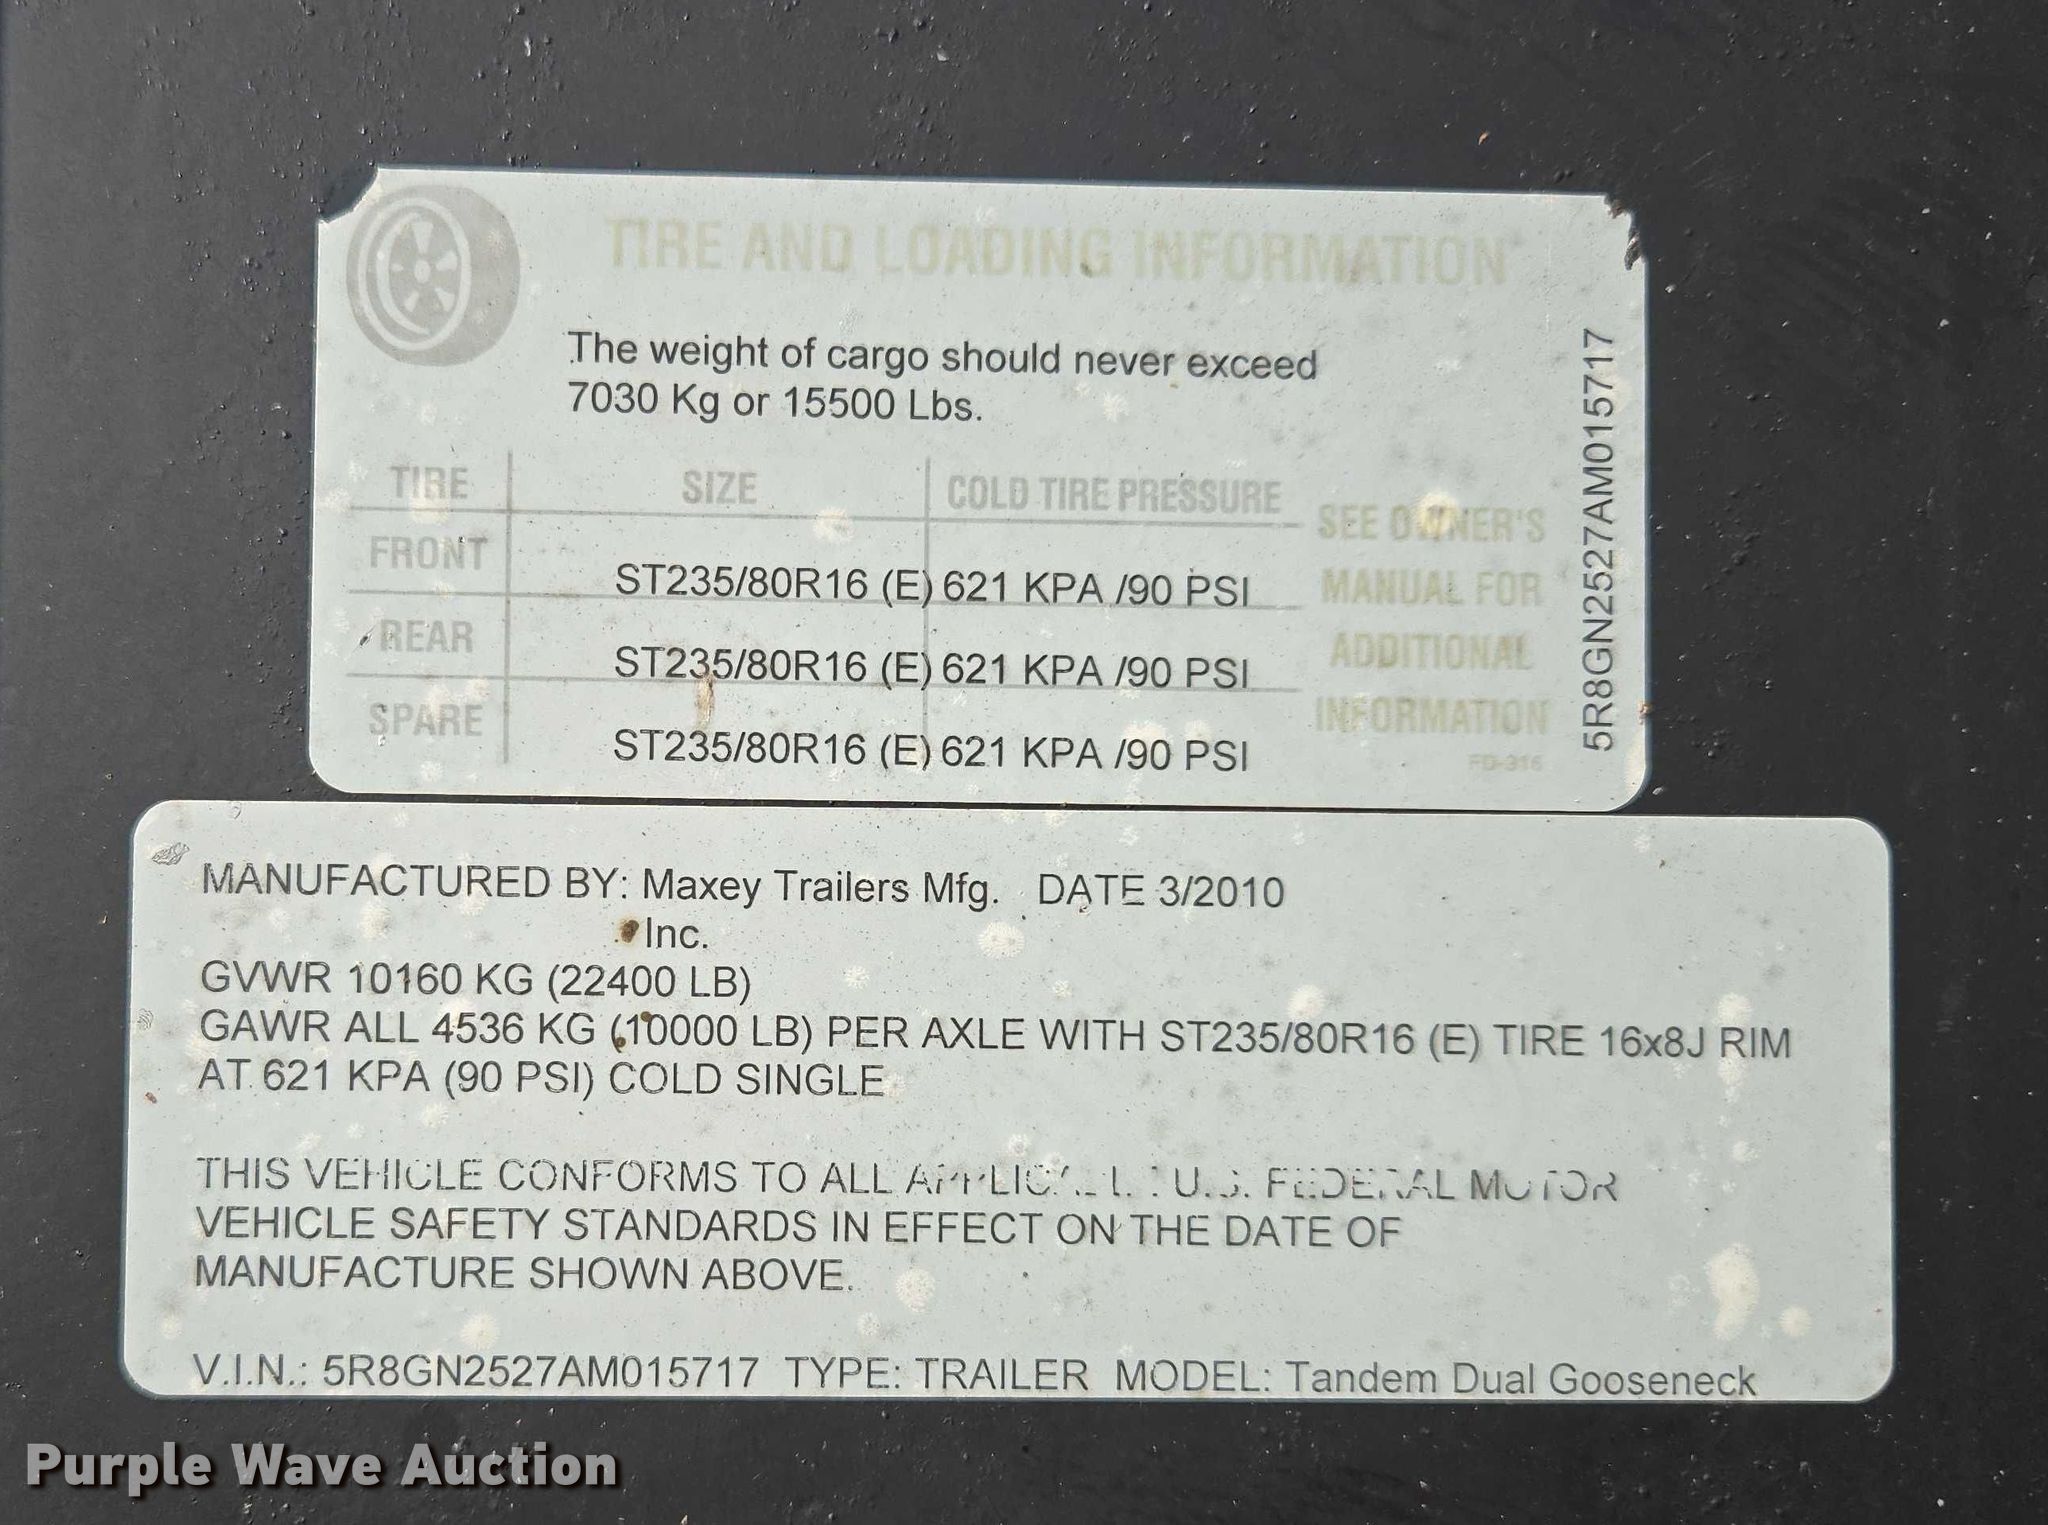 TIRE AND LOADING INFORMATION
The weight of cargo should never exceed
7030 Kg or 15500 Lbs.
TIRE SIZE COLD TIRE PRESSURE
FRONT ST235/80R16 (E) 621 KPA /90 PSI
REAR ST235/80R16 (E) 621 KPA /90 PSI
SPARE ST235/80R16 (E) 621 KPA /90 PSI
SEE OWNER'S
MANUAL FOR
ADDITIONAL
INFORMATION
FD-316
5R8GN2527AM015717
MANUFACTURED BY: Maxey Trailers Mfg. DATE 3/2010
Inc.
GVWR 10160 KG (22400 LB)
GAWR ALL 4536 KG (10000 LB) PER AXLE WITH ST235/80R16 (E) TIRE 16x8J RIM
AT 621 KPA (90 PSI) COLD SINGLE
THIS VEHICLE CONFORMS TO ALL APPLICABLE U.S. FEDERAL MOTOR
VEHICLE SAFETY STANDARDS IN EFFECT ON THE DATE OF
MANUFACTURE SHOWN ABOVE.
V.I.N.: 5R8GN2527AM015717 TYPE: TRAILER MODEL: Tandem Dual Gooseneck
Purple Wave Auction